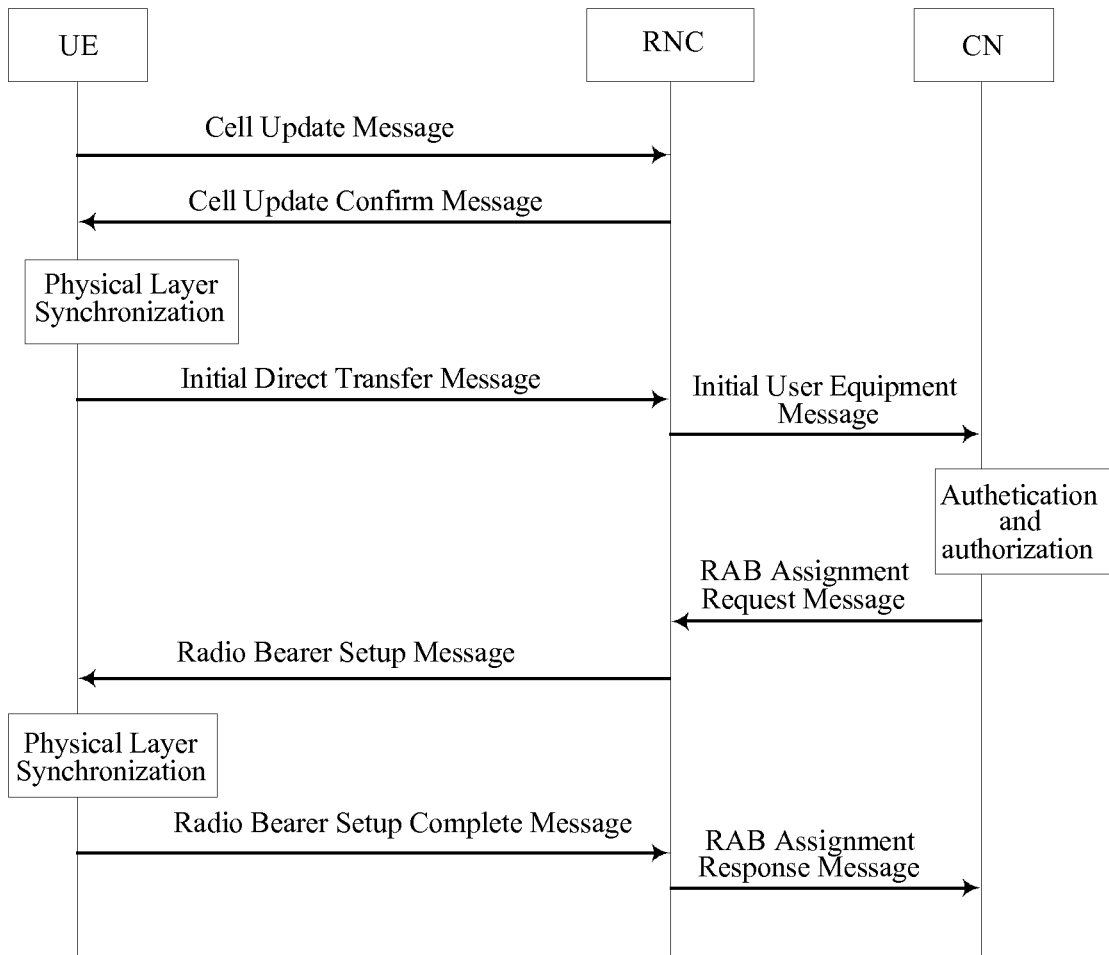 UE
RNC
CN
Cell Update Message
Cell Update Confirm Message
Physical Layer
Synchronization
Initial Direct Transfer Message
Initial User Equipment
Message
Authetication
and
authorization
RAB Assignment
Request Message
Radio Bearer Setup Message
Physical Layer
Synchronization
Radio Bearer Setup Complete Message
RAB Assignment
Response Message